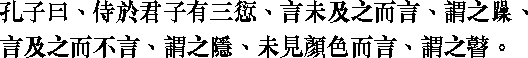 孔子曰、侍於君子有三愆、言未及之而言、謂之躁、
言及之而不言、謂之隱、未見顏色而言、謂之瞽。